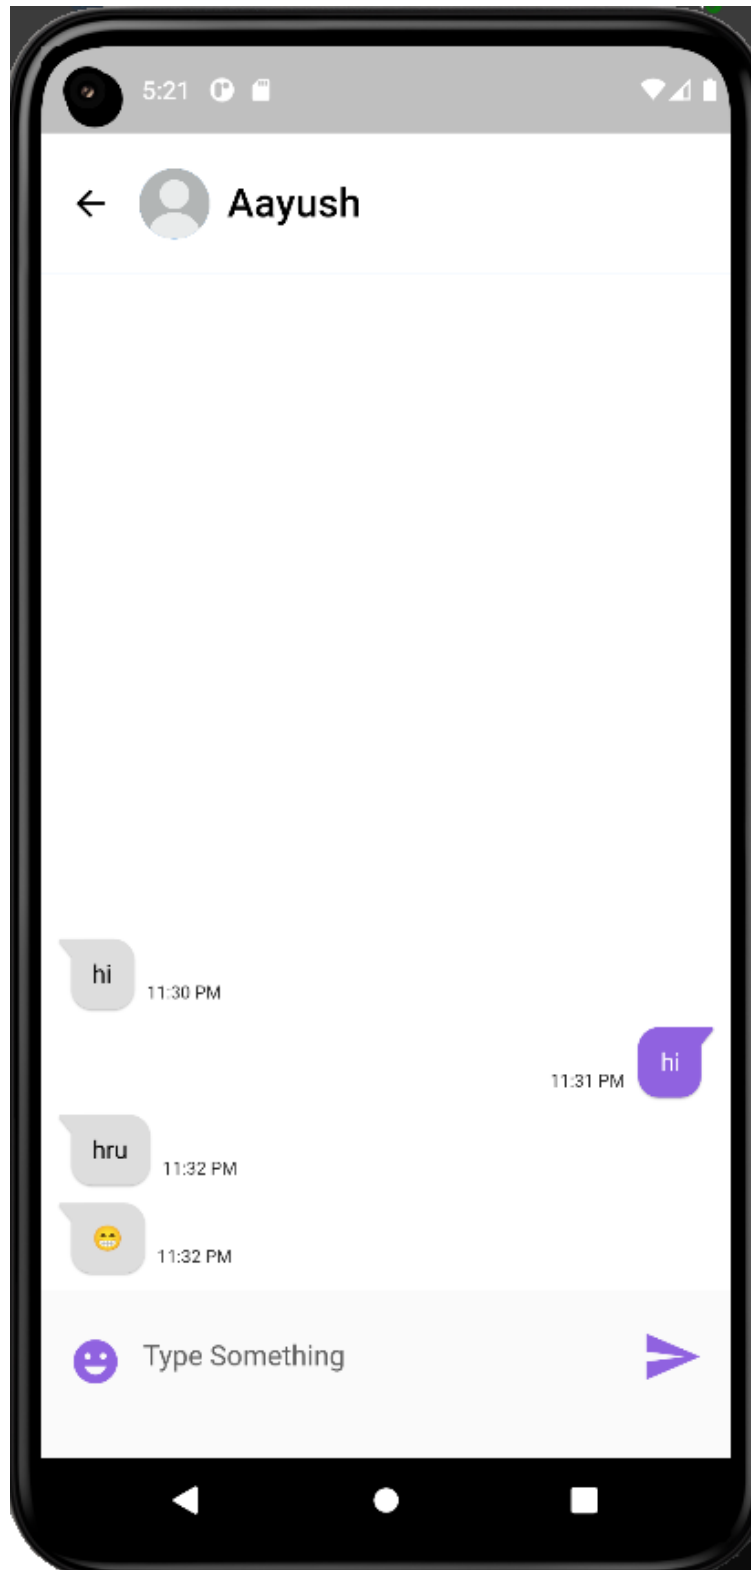 5:21
Aayush
hi
11:30 PM
hi
11:31 PM
hru
11:32 PM
😁
11:32 PM
Type Something